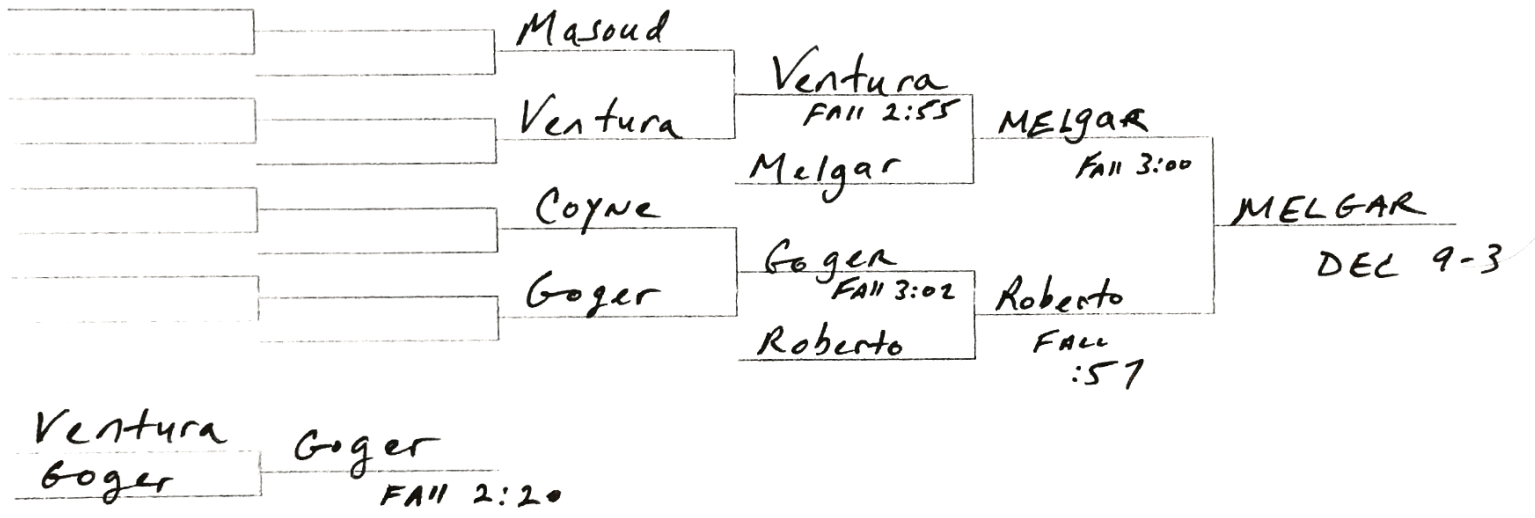 Masoud
Ventura
Ventura
FAll 2:55
Melgar
MELgAR
FAll 3:00
Coyne
Goger
GogeR
FAll 3:02
Roberto
Roberto
FALL
:57
MELGAR
DEC 9-3
Ventura
Goger
Goger
FAll 2:20